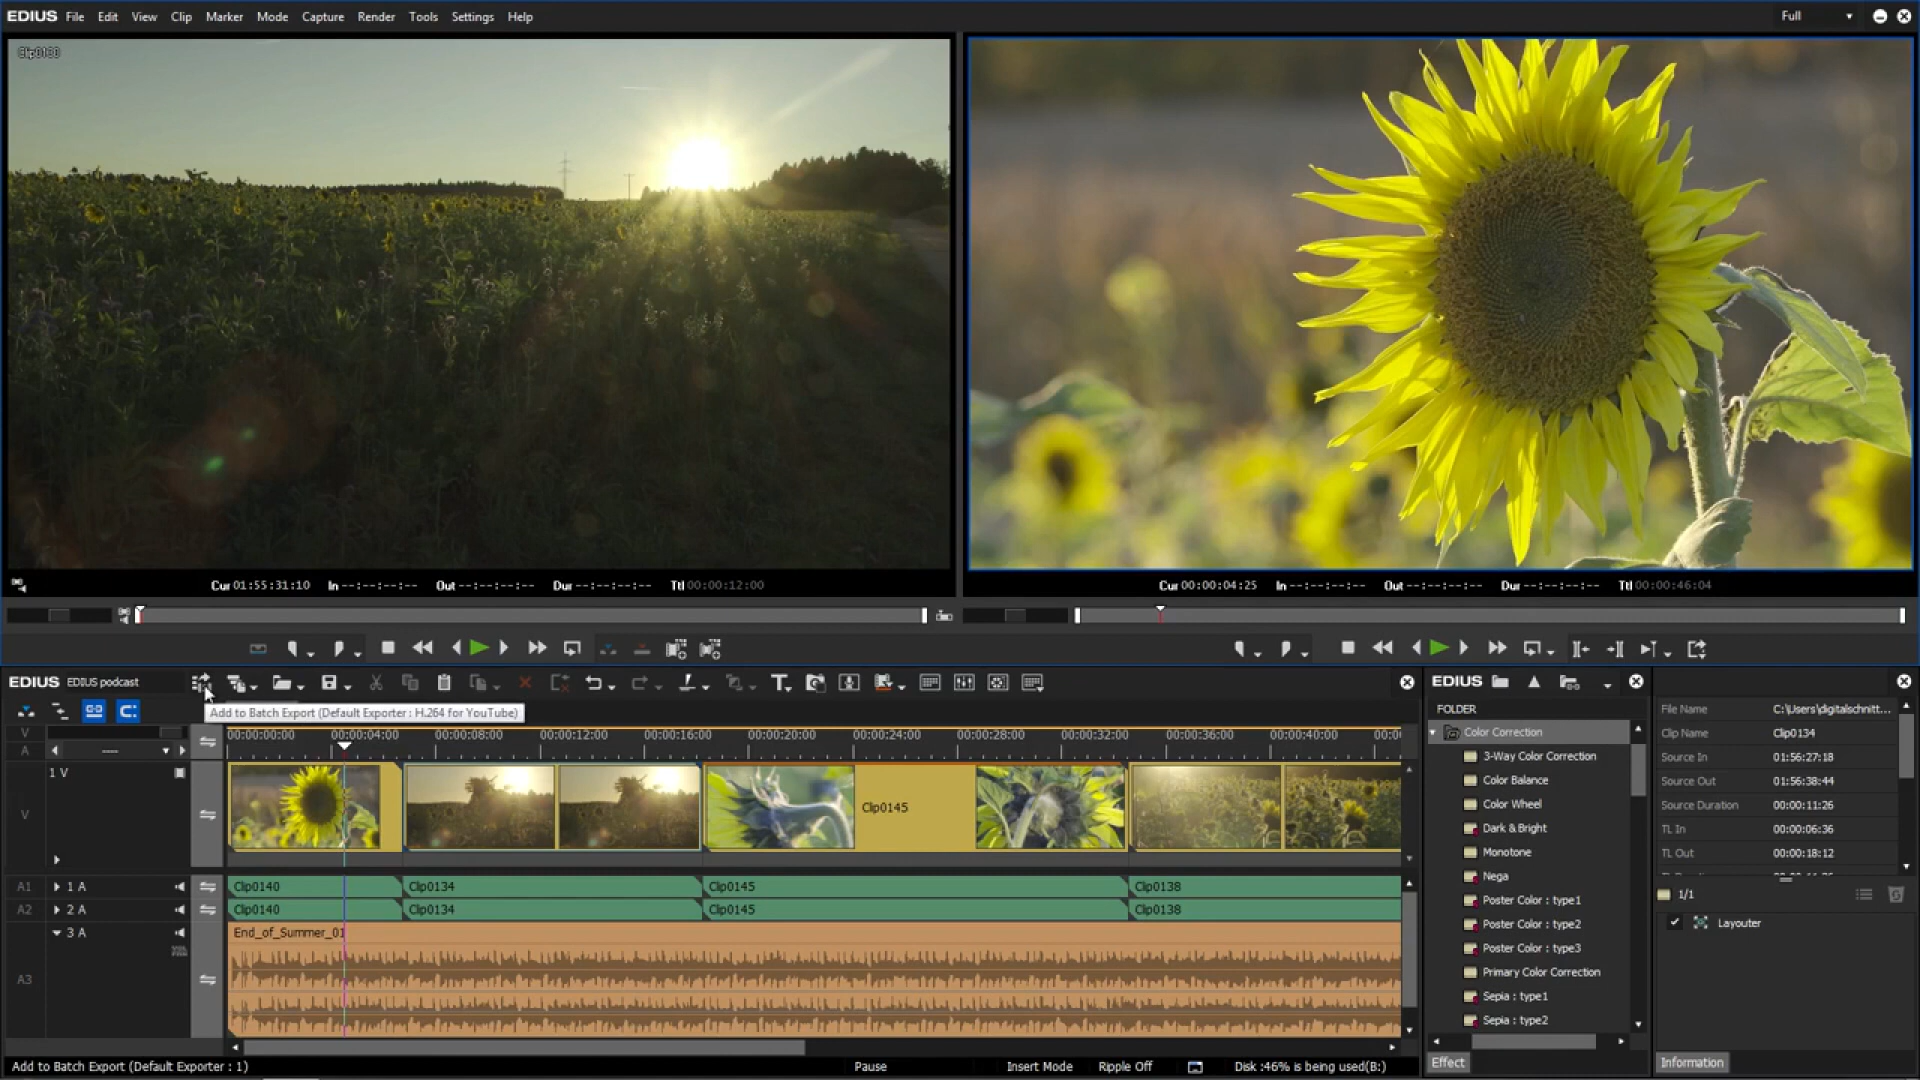 EDIUS File Edit View Clip Marker Mode Capture Render Tools Settings Help Full
Clip0130
Cur 01:55:31:10 In --:--:--:-- Out --:--:--:-- Dur --:--:--:-- Ttl 00:00:12:00
Cur 00:00:04:25 In --:--:--:-- Out --:--:--:-- Dur --:--:--:-- Ttl 00:00:46:04
EDIUS EDIUS podcast
Add to Batch Export (Default Exporter : H.264 for YouTube)
V
A ----
00:00:00:00 00:00:04:00 00:00:08:00 00:00:12:00 00:00:16:00 00:00:20:00 00:00:24:00 00:00:28:00 00:00:32:00 00:00:36:00 00:00:40:00
1 V
V
Clip0145
A1 1 A Clip0140 Clip0134 Clip0145 Clip0138
A2 2 A Clip0140 Clip0134 Clip0145 Clip0138
3 A End_of_Summer_01
A3
Add to Batch Export (Default Exporter : 1) Pause Insert Mode Ripple Off Disk :46% is being used(B:)
EDIUS
FOLDER
Color Correction
3-Way Color Correction
Color Balance
Color Wheel
Dark & Bright
Monotone
Nega
Poster Color : type1
Poster Color : type2
Poster Color : type3
Primary Color Correction
Sepia : type1
Sepia : type2
Effect
File Name C:\Users\digitalschnitt...
Clip Name Clip0134
Source In 01:56:27:18
Source Out 01:56:38:44
Source Duration 00:00:11:26
TL In 00:00:06:36
TL Out 00:00:18:12
1/1
Layouter
Information